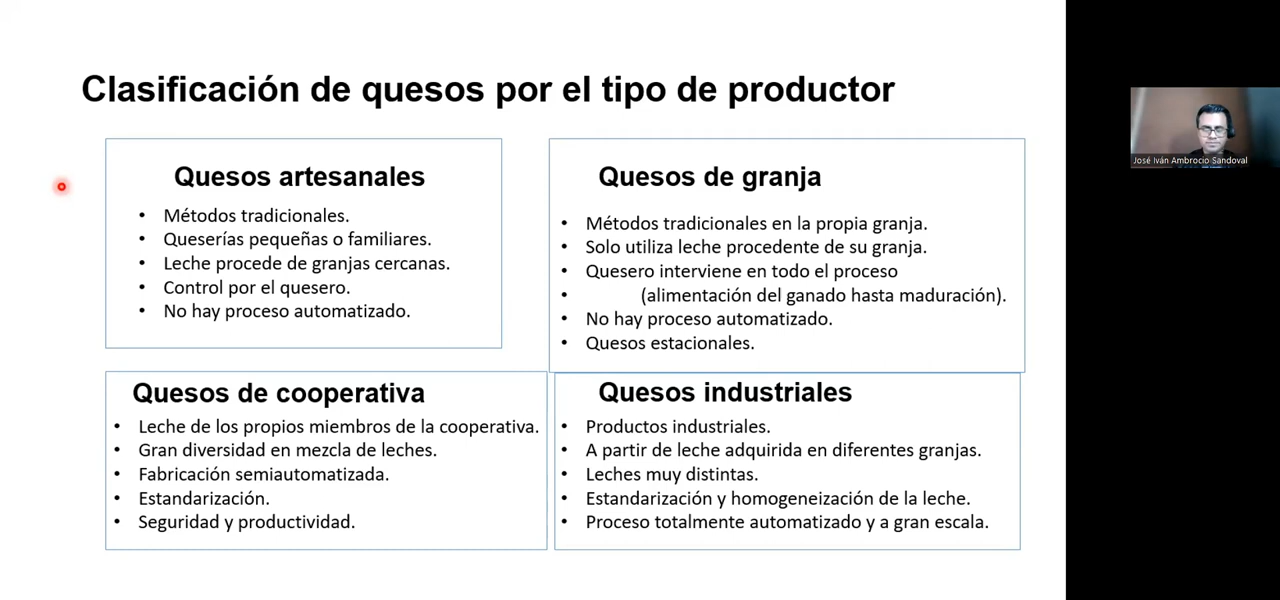 Clasificación de quesos por el tipo de productor
Quesos artesanales
• Métodos tradicionales.
• Queserías pequeñas o familiares.
• Leche procede de granjas cercanas.
• Control por el quesero.
• No hay proceso automatizado.
Quesos de granja
• Métodos tradicionales en la propia granja.
• Solo utiliza leche procedente de su granja.
• Quesero interviene en todo el proceso
• (alimentación del ganado hasta maduración).
• No hay proceso automatizado.
• Quesos estacionales.
Quesos de cooperativa
• Leche de los propios miembros de la cooperativa.
• Gran diversidad en mezcla de leches.
• Fabricación semiautomatizada.
• Estandarización.
• Seguridad y productividad.
Quesos industriales
• Productos industriales.
• A partir de leche adquirida en diferentes granjas.
• Leches muy distintas.
• Estandarización y homogeneización de la leche.
• Proceso totalmente automatizado y a gran escala.
José Iván Ambrocio Sandoval